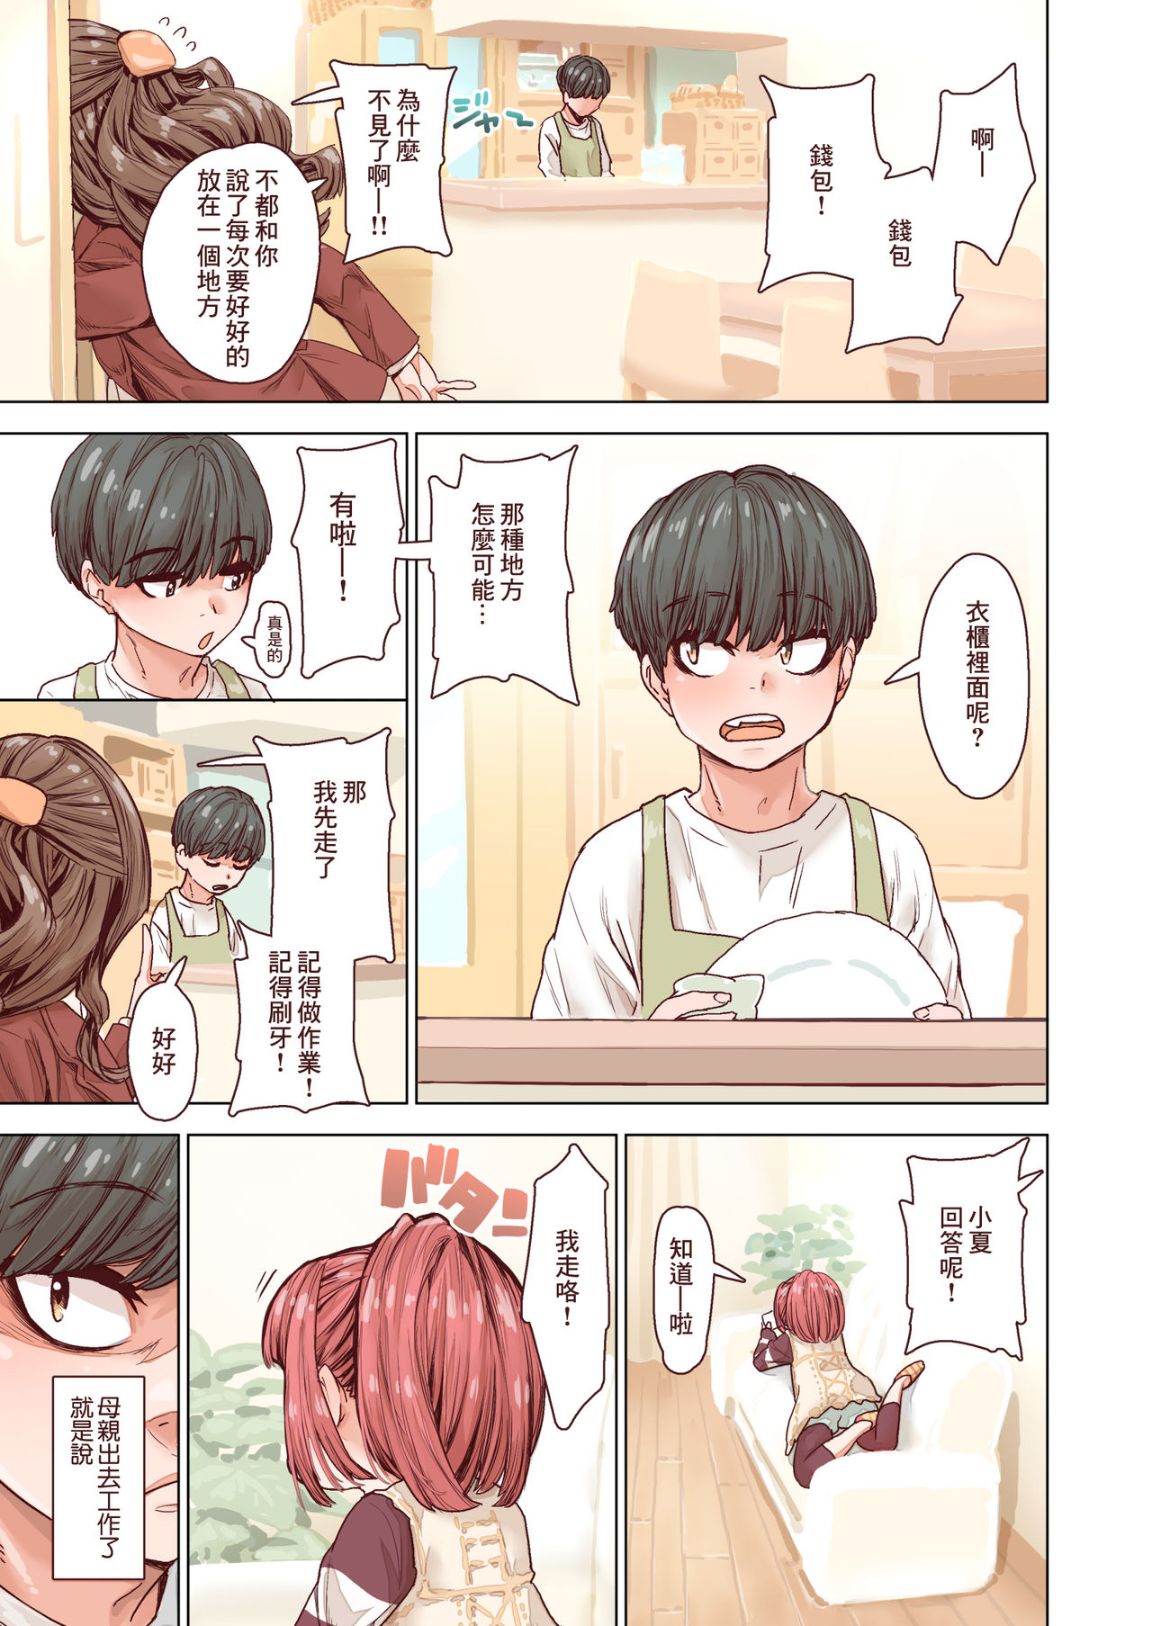 啊ー
錢包
錢包！
ジャ～
為什麼
不見了啊ー!!
不都和你
說了每次要好好的
放在一個地方
衣櫃裡面呢？
那種地方
怎麼可能…
有啦ー！
真是的
那
我先走了
記得做作業！
記得刷牙！
好好
小夏
回答呢！
知道ー啦
我走咯！
バタン
母親出去工作了
就是說